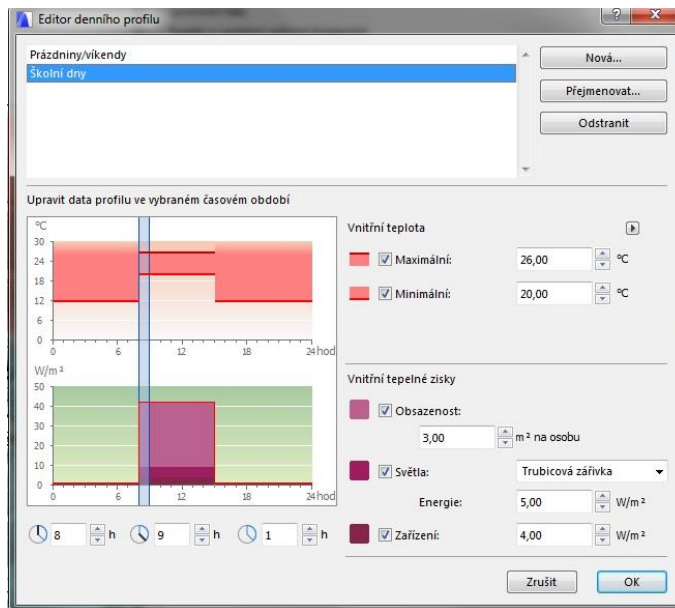 Editor denního profilu
Prázdniny/víkendy
Školní dny
Nová...
Přejmenovat...
Odstranit
Upravit data profilu ve vybraném časovém období
°C
30
24
18
12
6
0
0 6 12 18 24 hod
W/m²
50
40
30
20
10
0
0 6 12 18 24 hod
8 h 9 h 1 h
Vnitřní teplota
Maximální: 26,00 °C
Minimální: 20,00 °C
Vnitřní tepelné zisky
Obsazenost:
3,00 m² na osobu
Světla: Trubicová zářivka
Energie: 5,00 W/m²
Zařízení: 4,00 W/m²
Zrušit OK